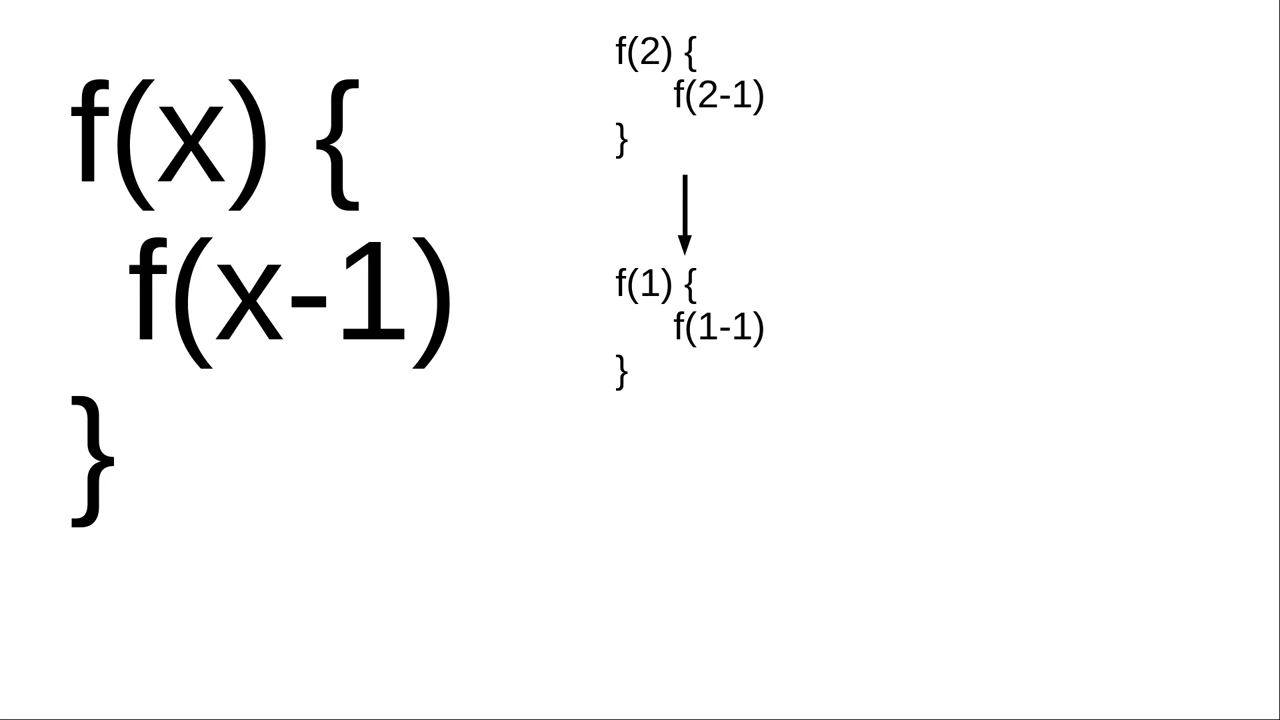 f(x) {
f(x-1)
}
f(2) {
f(2-1)
}
f(1) {
f(1-1)
}